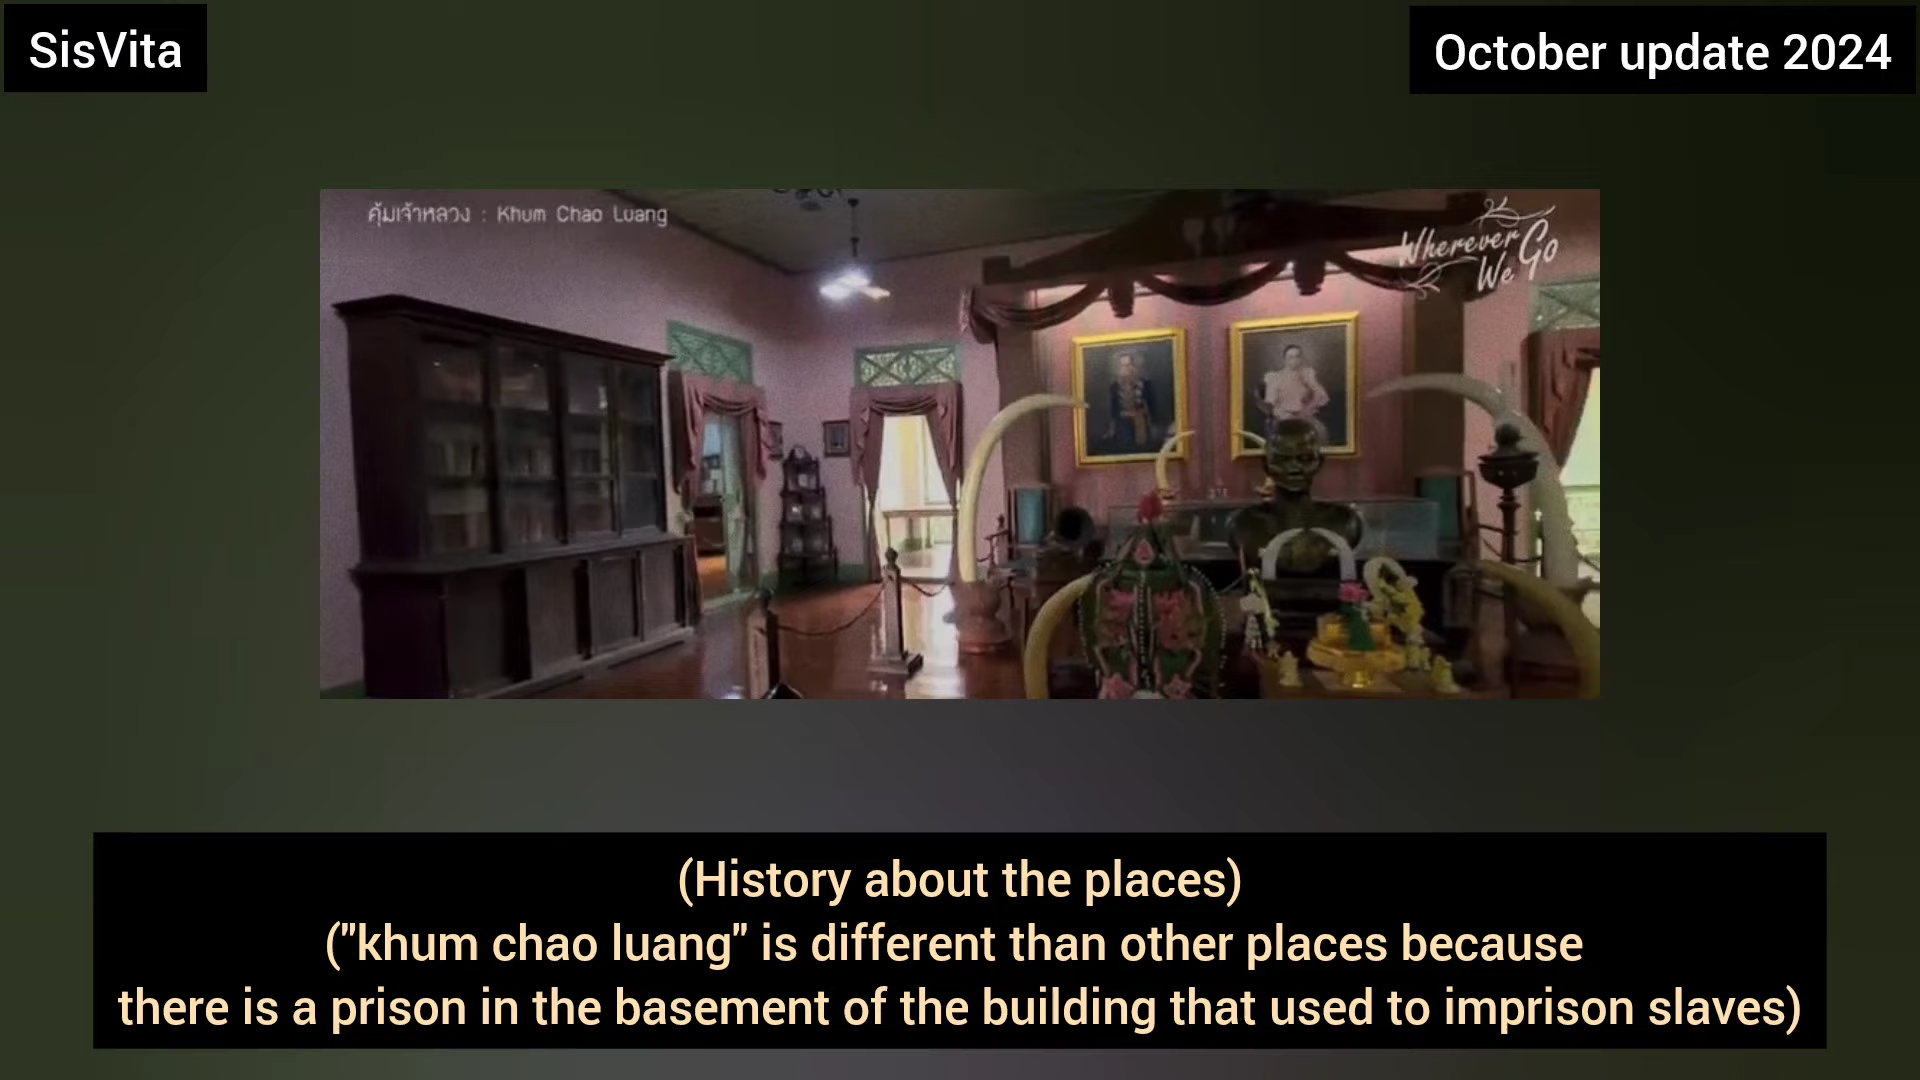 SisVita
October update 2024
คุ้มเจ้าหลวง : Khum Chao Luang
Wherever
We Go
(History about the places)
("khum chao luang" is different than other places because
there is a prison in the basement of the building that used to imprison slaves)